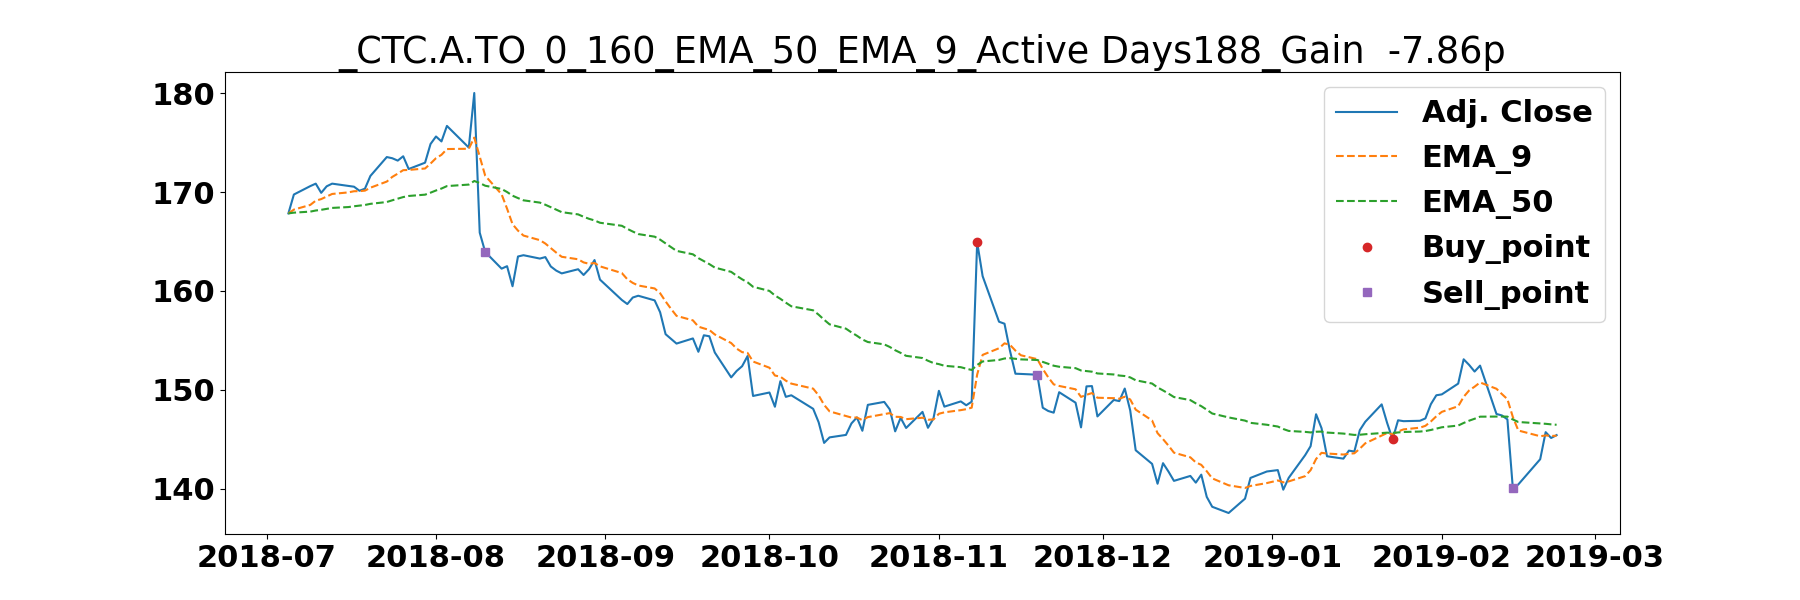 _CTC.A.TO_0_160_EMA_50_EMA_9_Active Days188_Gain  -7.86p
180
170
160
150
140
Adj. Close
EMA_9
EMA_50
Buy_point
Sell_point
2018-07 2018-08 2018-09 2018-10 2018-11 2018-12 2019-01 2019-02 2019-03